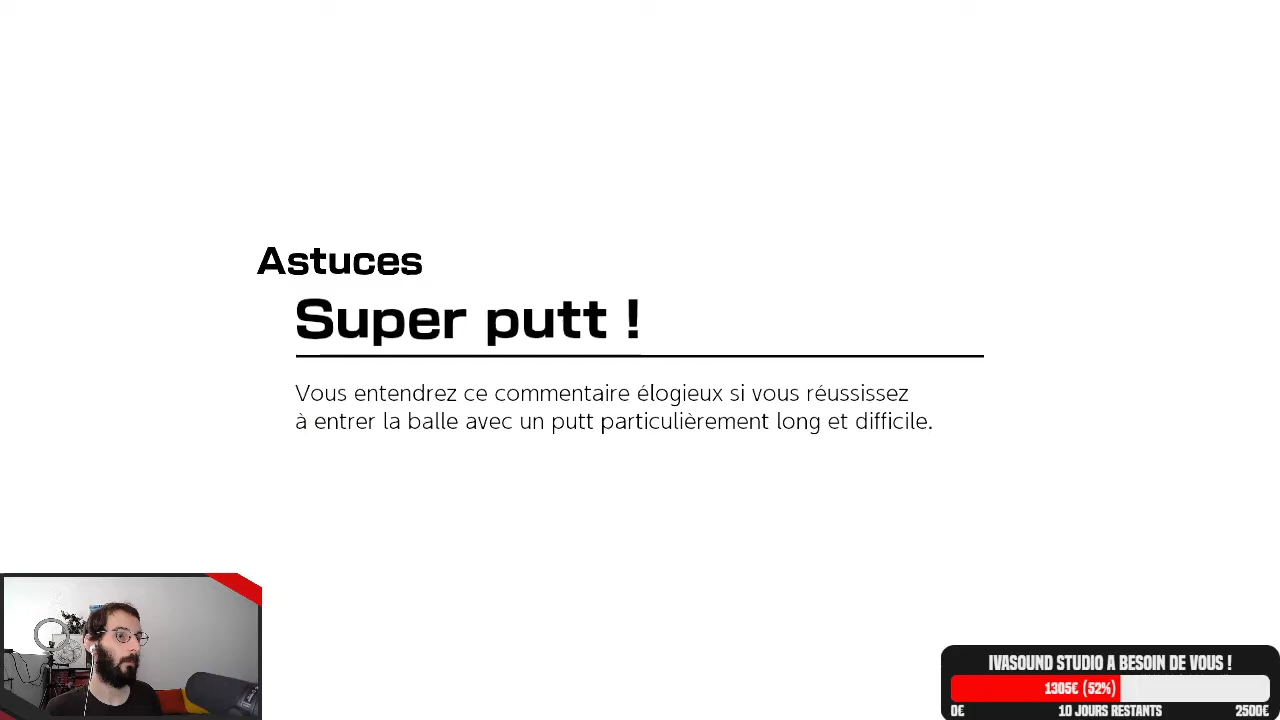 Astuces
Super putt !
Vous entendrez ce commentaire élogieux si vous réussissez
à entrer la balle avec un putt particulièrement long et difficile.
IVASOUND STUDIO A BESOIN DE VOUS !
1305€ (52%)
0€ 10 JOURS RESTANTS 2500€